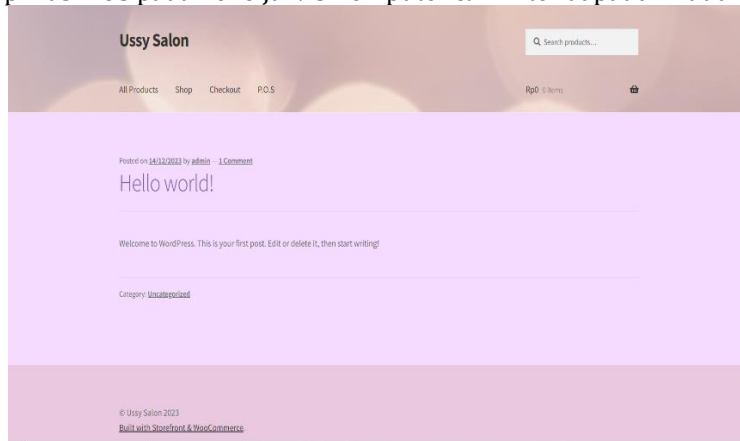 Ussy Salon
Search products...
All Products Shop Checkout P.O.S
Rp0 0 items
Posted on 14/12/2023 by admin — 1 Comment
Hello world!
Welcome to WordPress. This is your first post. Edit or delete it, then start writing!
Category: Uncategorized
© Ussy Salon 2023
Built with Storefront & WooCommerce.